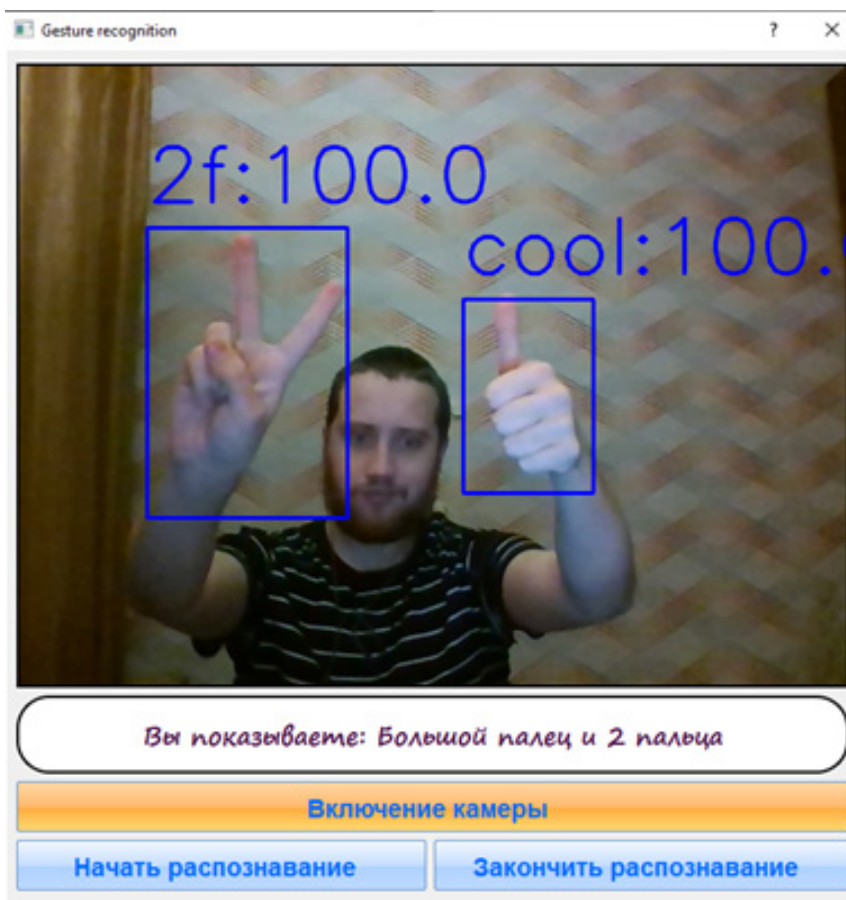 Gesture recognition
2f:100.0
cool:100.
Вы показываете: Большой палец и 2 пальца
Включение камеры
Начать распознавание
Закончить распознавание